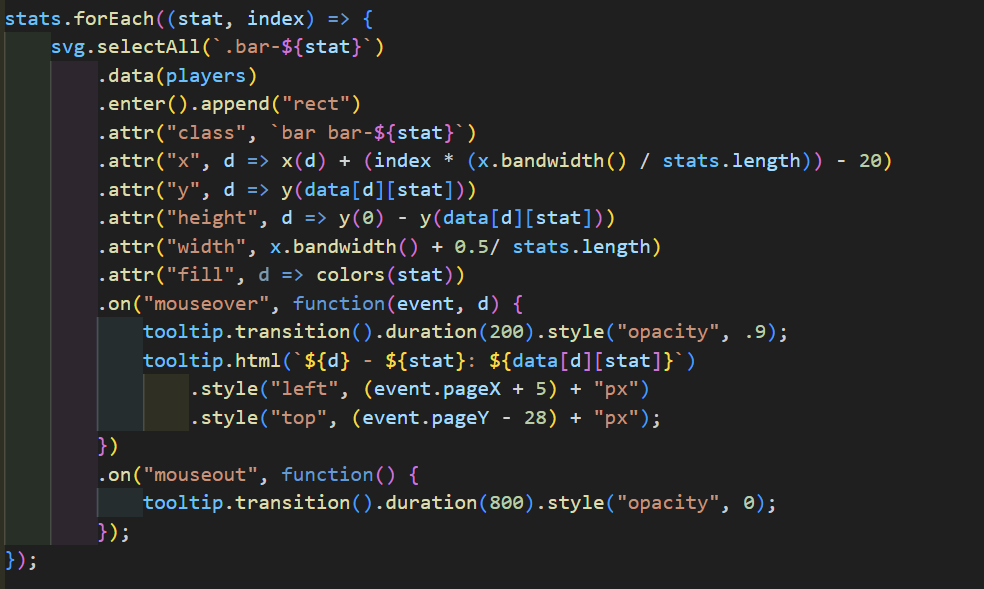 stats.forEach((stat, index) => {
    svg.selectAll(`.bar-${stat}`)
        .data(players)
        .enter().append("rect")
        .attr("class", `bar bar-${stat}`)
        .attr("x", d => x(d) + (index * (x.bandwidth() / stats.length)) - 20)
        .attr("y", d => y(data[d][stat]))
        .attr("height", d => y(0) - y(data[d][stat]))
        .attr("width", x.bandwidth() + 0.5/ stats.length)
        .attr("fill", d => colors(stat))
        .on("mouseover", function(event, d) {
            tooltip.transition().duration(200).style("opacity", .9);
            tooltip.html(`${d} - ${stat}: ${data[d][stat]}`)
                .style("left", (event.pageX + 5) + "px")
                .style("top", (event.pageY - 28) + "px");
        })
        .on("mouseout", function() {
            tooltip.transition().duration(800).style("opacity", 0);
        });
});